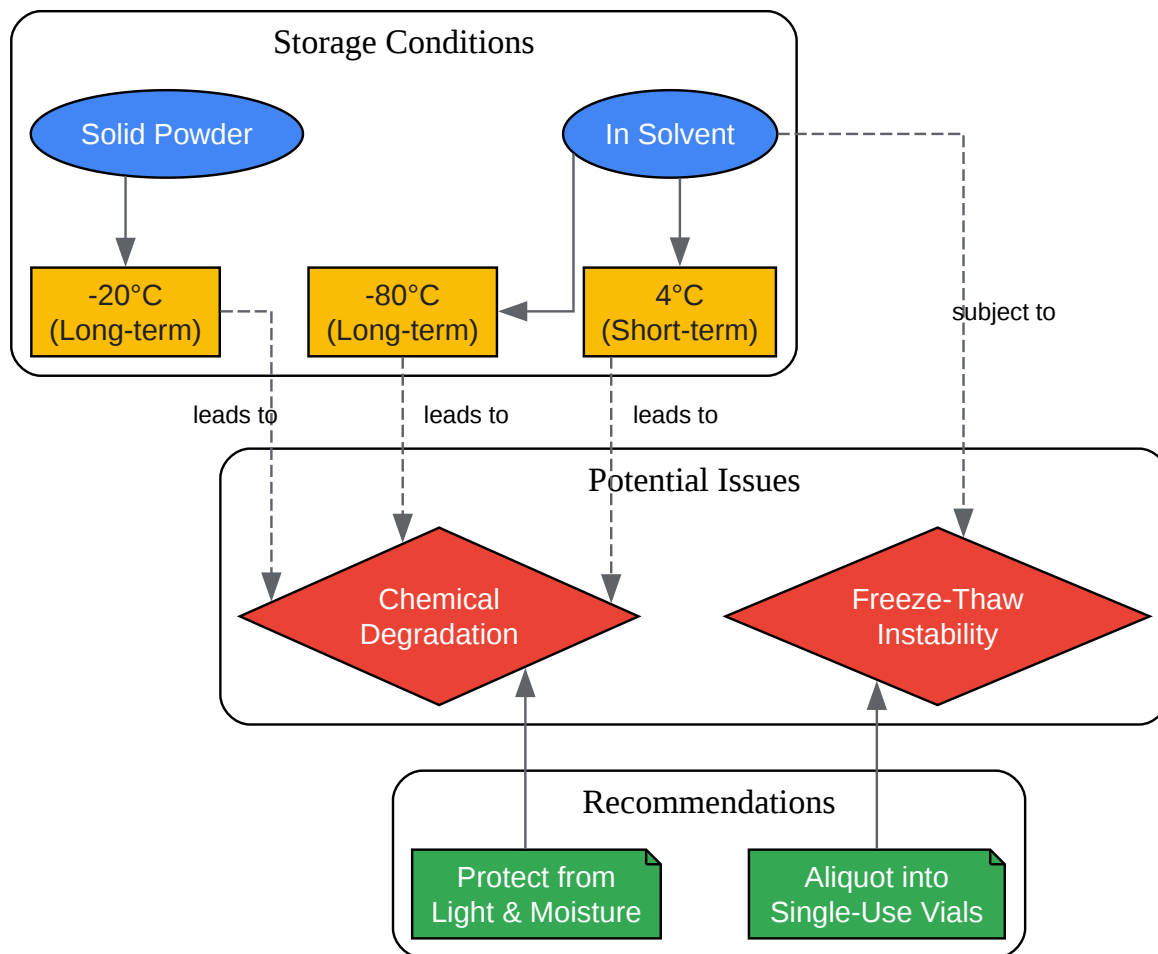 Storage Conditions
Solid Powder
In Solvent
-20°C
(Long-term)
-80°C
(Long-term)
4°C
(Short-term)
subject to
leads to
leads to
leads to
Potential Issues
Chemical
Degradation
Freeze-Thaw
Instability
Recommendations
Protect from
Light & Moisture
Aliquot into
Single-Use Vials